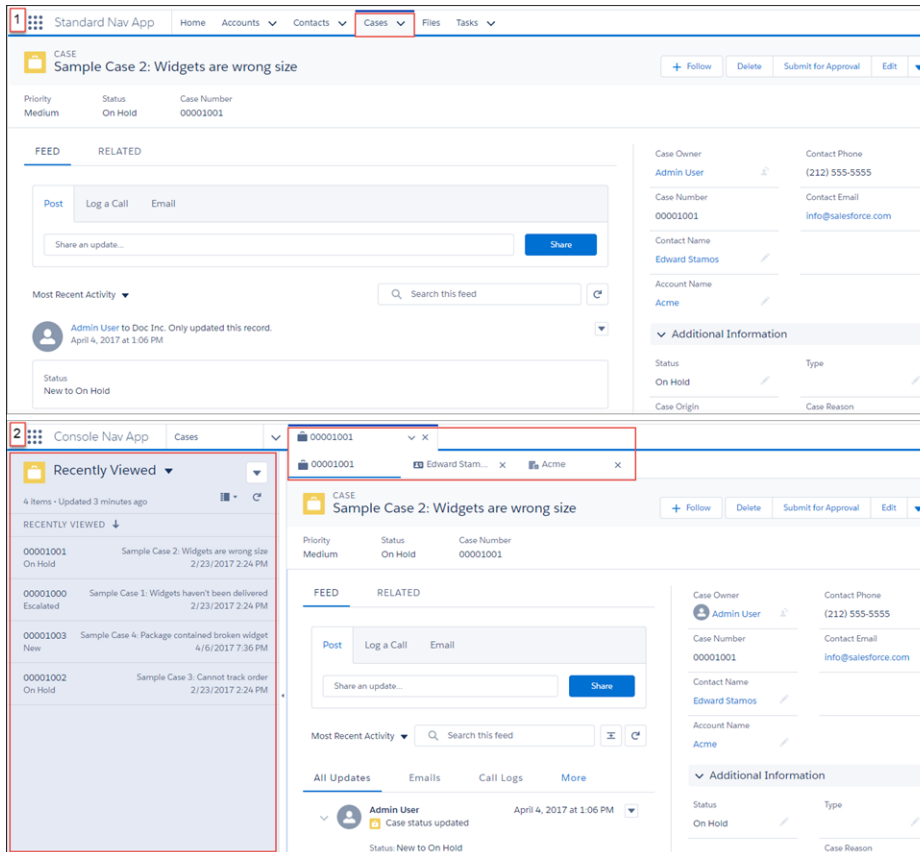 1
Standard Nav App Home Accounts Contacts Cases Files Tasks
CASE
Sample Case 2: Widgets are wrong size
+ Follow Delete Submit for Approval Edit
Priority Status Case Number
Medium On Hold 00001001
FEED RELATED
Post Log a Call Email
Share an update... Share
Most Recent Activity Search this feed
Admin User to Doc Inc. Only updated this record.
April 4, 2017 at 1:06 PM
Status
New to On Hold
Case Owner Contact Phone
Admin User (212) 555-5555
Case Number Contact Email
00001001 info@salesforce.com
Contact Name
Edward Stamos
Account Name
Acme
Additional Information
Status Type
On Hold
Case Origin Case Reason
2
Console Nav App Cases 00001001
00001001 Edward Stam... Acme
Recently Viewed
4 items • Updated 3 minutes ago
RECENTLY VIEWED
00001001 Sample Case 2: Widgets are wrong size
On Hold 2/23/2017 2:24 PM
00001000 Sample Case 1: Widgets haven't been delivered
Escalated 2/23/2017 2:24 PM
00001003 Sample Case 4: Package contained broken widget
New 4/6/2017 7:36 PM
00001002 Sample Case 3: Cannot track order
On Hold 2/23/2017 2:24 PM
CASE
Sample Case 2: Widgets are wrong size
+ Follow Delete Submit for Approval Edit
Priority Status Case Number
Medium On Hold 00001001
FEED RELATED
Post Log a Call Email
Share an update... Share
Most Recent Activity Search this feed
All Updates Emails Call Logs More
Admin User April 4, 2017 at 1:06 PM
Case status updated
Status: New to On Hold
Case Owner Contact Phone
Admin User (212) 555-5555
Case Number Contact Email
00001001 info@salesforce.com
Contact Name
Edward Stamos
Account Name
Acme
Additional Information
Status Type
On Hold
Case Reason